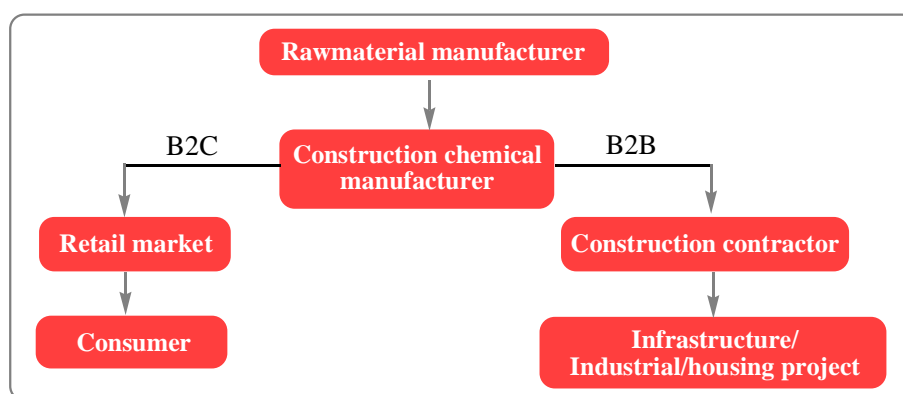 Rawmaterial manufacturer
B2C
Construction chemical
manufacturer
B2B
Retail market
Construction contractor
Consumer
Infrastructure/
Industrial/housing project